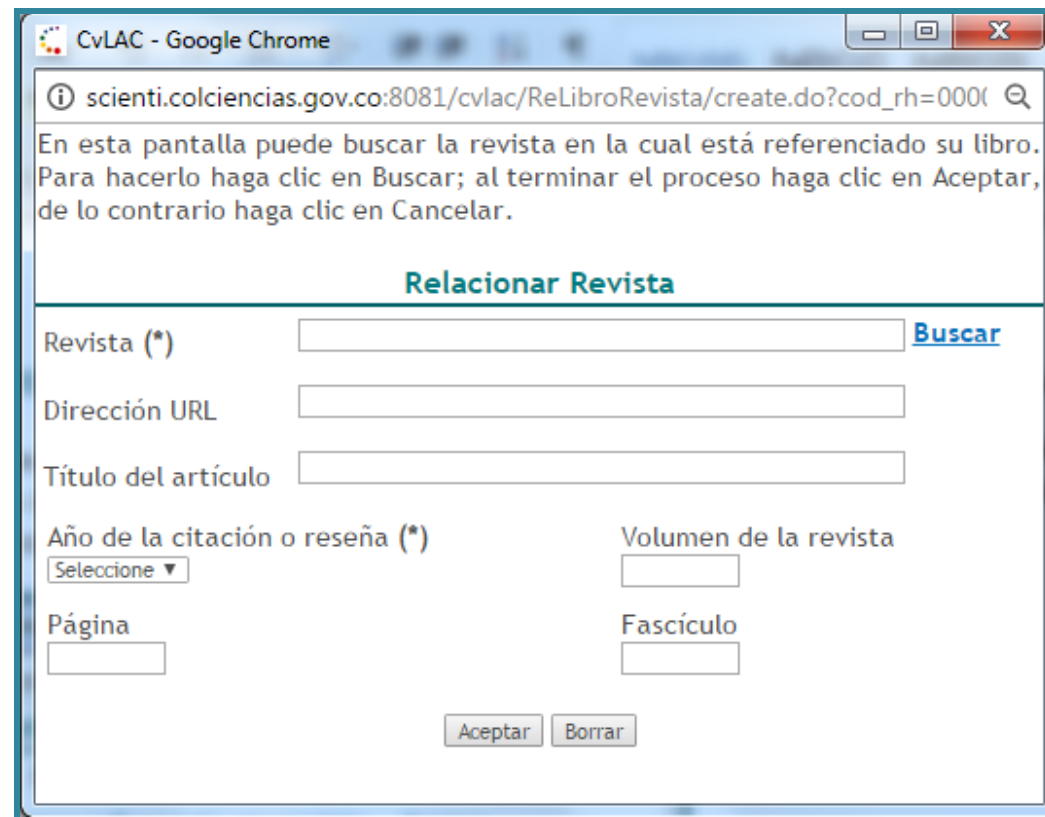 CvLAC - Google Chrome
scienti.colciencias.gov.co:8081/cvlac/ReLibroRevista/create.do?cod_rh=000(
En esta pantalla puede buscar la revista en la cual está referenciado su libro.
Para hacerlo haga clic en Buscar; al terminar el proceso haga clic en Aceptar,
de lo contrario haga clic en Cancelar.
Relacionar Revista
Revista (*) Buscar
Dirección URL
Título del artículo
Año de la citación o reseña (*) Volumen de la revista
Seleccione ▼
Página Fascículo
Aceptar Borrar